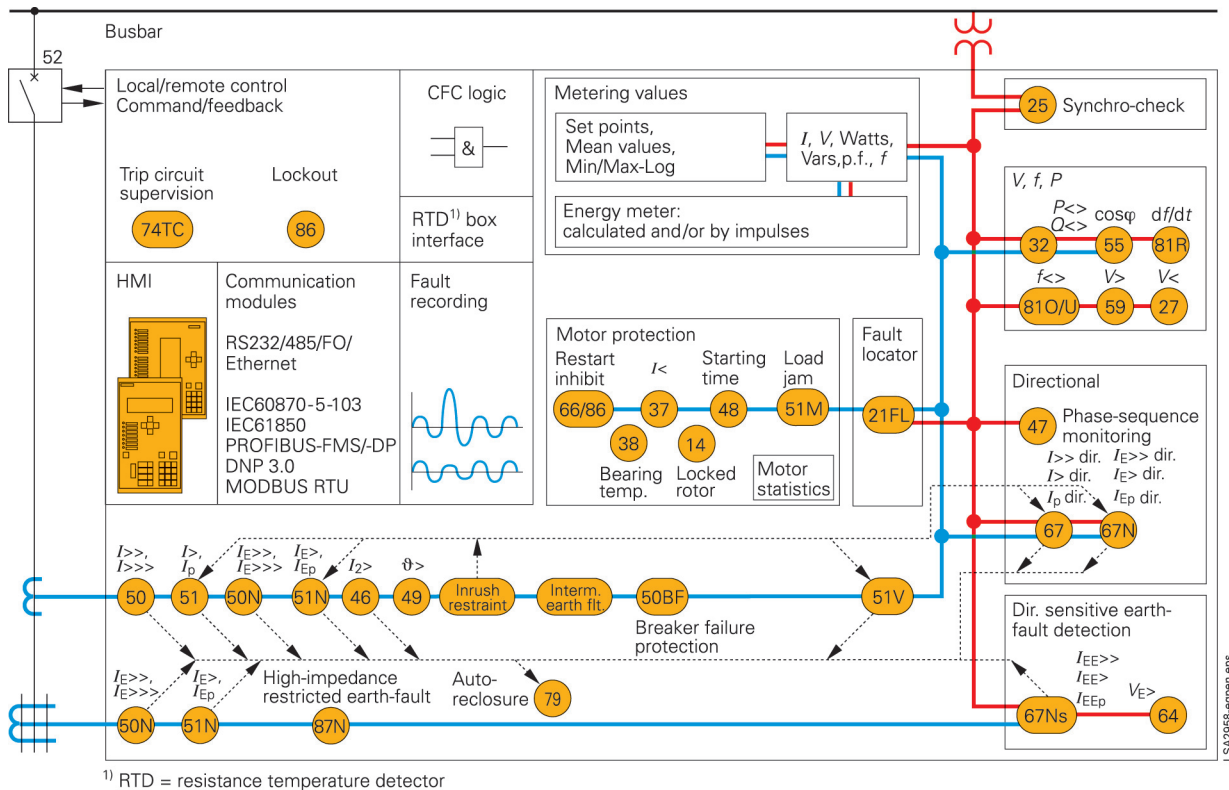 Busbar
52
Local/remote control
Command/feedback
Trip circuit
supervision
74TC
Lockout
86
CFC logic
&
RTD1) box
interface
HMI
Communication
modules
RS232/485/FO/
Ethernet
IEC60870-5-103
IEC61850
PROFIBUS-FMS/-DP
DNP 3.0
MODBUS RTU
Fault
recording
Metering values
Set points,
Mean values,
Min/Max-Log
I, V, Watts,
Vars,p.f., f
Energy meter:
calculated and/or by impulses
Motor protection
Restart
inhibit
66/86
I<
37
Starting
time
48
Load
jam
51M
38
Bearing
temp.
14
Locked
rotor
Motor
statistics
Fault
locator
21FL
25
Synchro-check
V, f, P
P<>
Q<>
32
cosφ
55
df/dt
81R
f<>
81O/U
V>
59
V<
27
Directional
47
Phase-sequence
monitoring
I>> dir.
I> dir.
Ip dir.
IE>> dir.
IE> dir.
IEp dir.
67
67N
I>>,
I>>>
50
I>,
Ip
51
IE>>,
IE>>>
50N
IE>,
IEp
51N
I2>
46
ϑ>
49
Inrush
restraint
Interm.
earth flt.
50BF
Breaker failure
protection
51V
Dir. sensitive earth-
fault detection
IEE>>
IEE>
IEEp
67Ns
VE>
64
IE>>,
IE>>>
50N
IE>,
IEp
51N
High-impedance
restricted earth-fault
87N
Auto-
reclosure
79
LSA2958-egpen.eps
1) RTD = resistance temperature detector